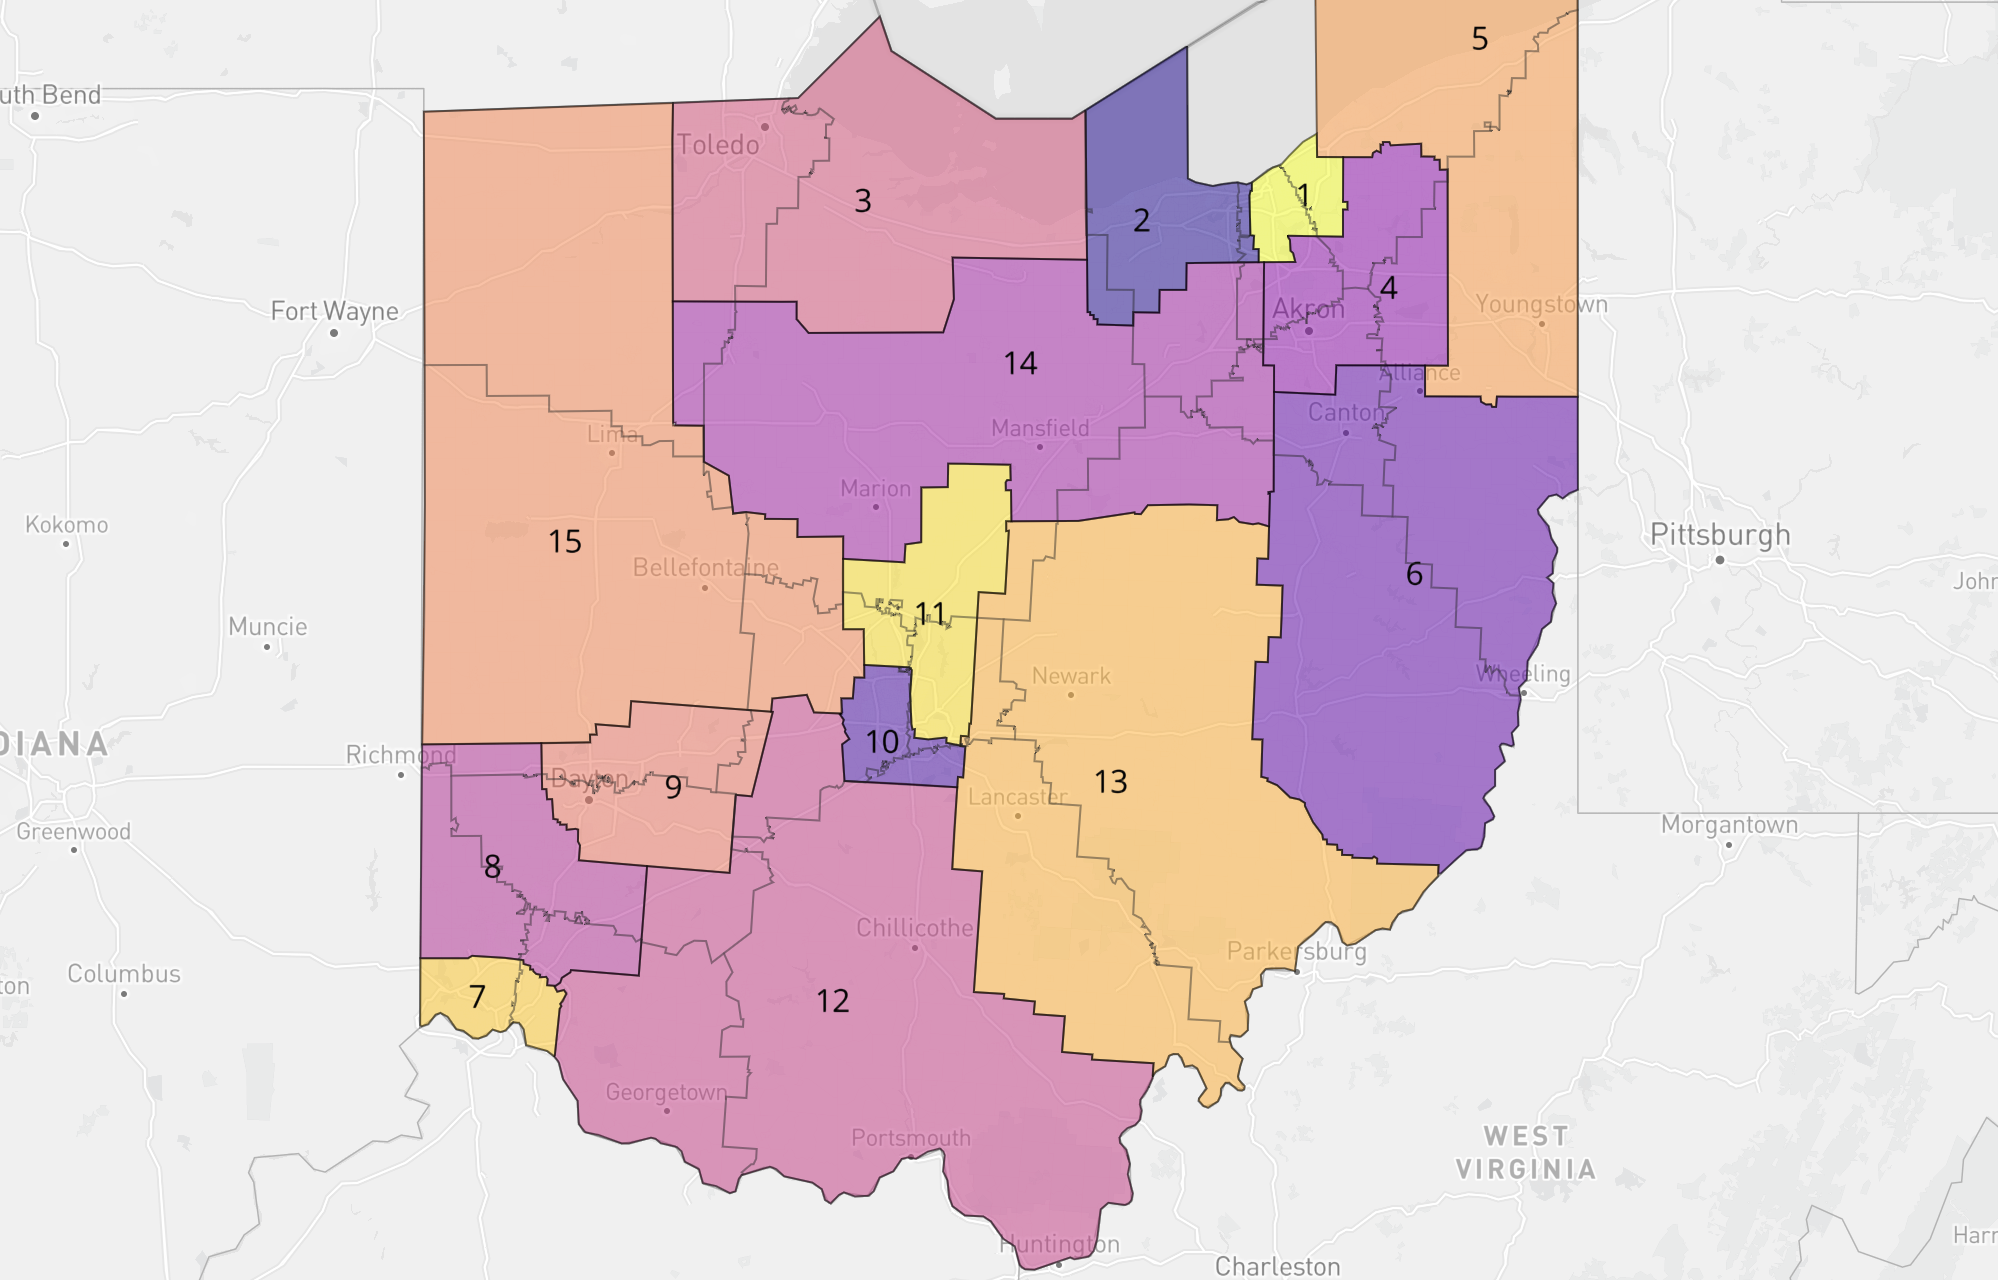 5
uth Bend
Toledo
3
2
1
4
Fort Wayne
Akron
Youngstown
14
Alliance
Canton
Lima
Mansfield
Marion
Kokomo
15
Pittsburgh
Bellefontaine
6
John
11
Muncie
Newark
Wheeling
10
DIANA
Richmond
Dayton
9
13
Lancaster
Greenwood
Morgantown
8
Chillicothe
Parkersburg
Columbus
ton
7
12
Georgetown
Portsmouth
WEST
VIRGINIA
Huntington
Harr
Charleston